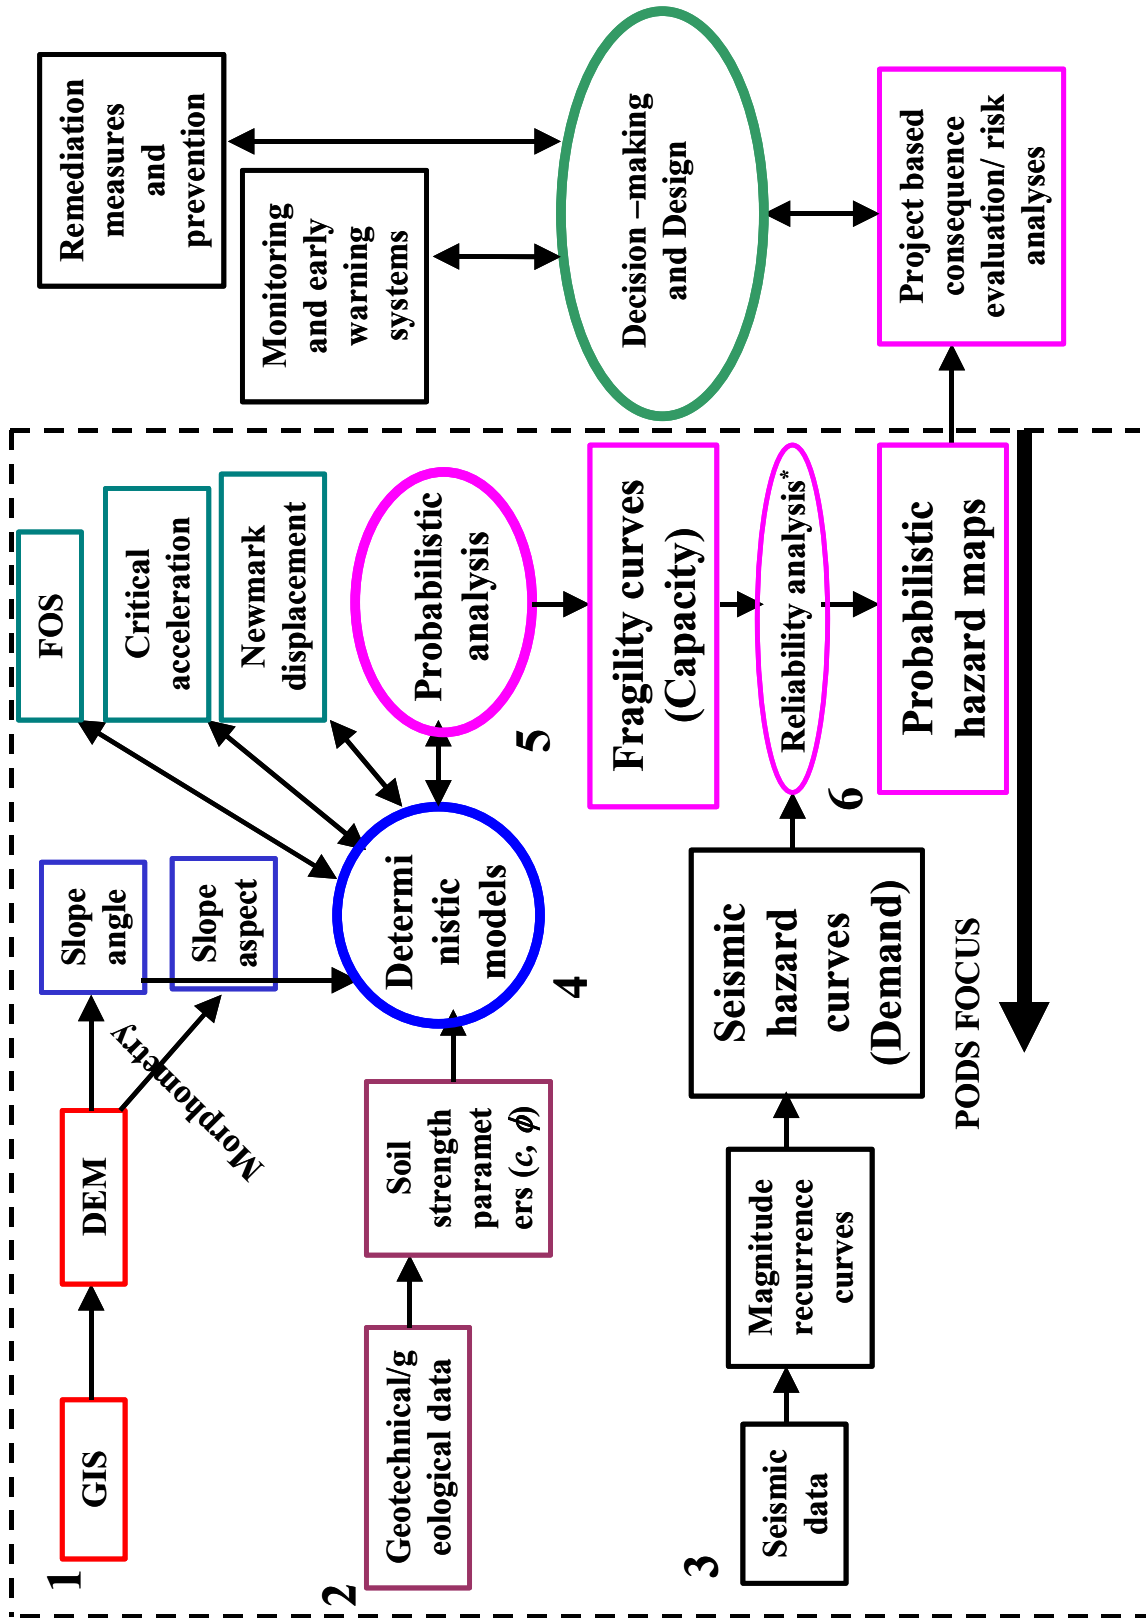 1
GIS
DEM
Morphometry
Slope
angle
Slope
aspect
FOS
Critical
acceleration
Newmark
displacement
Remediation
measures
and
prevention
Monitoring
and early
warning
systems
2
Geotechnical/g
eological data
Soil
strength
paramet
ers (c, ϕ)
Determi
nistic
models
4
Probabilistic
analysis
5
Decision –making
and Design
Fragility curves
(Capacity)
3
Seismic
data
Magnitude
recurrence
curves
Seismic
hazard
curves
(Demand)
Reliability analysis*
6
Probabilistic
hazard maps
Project based
consequence
evaluation/ risk
analyses
PODS FOCUS